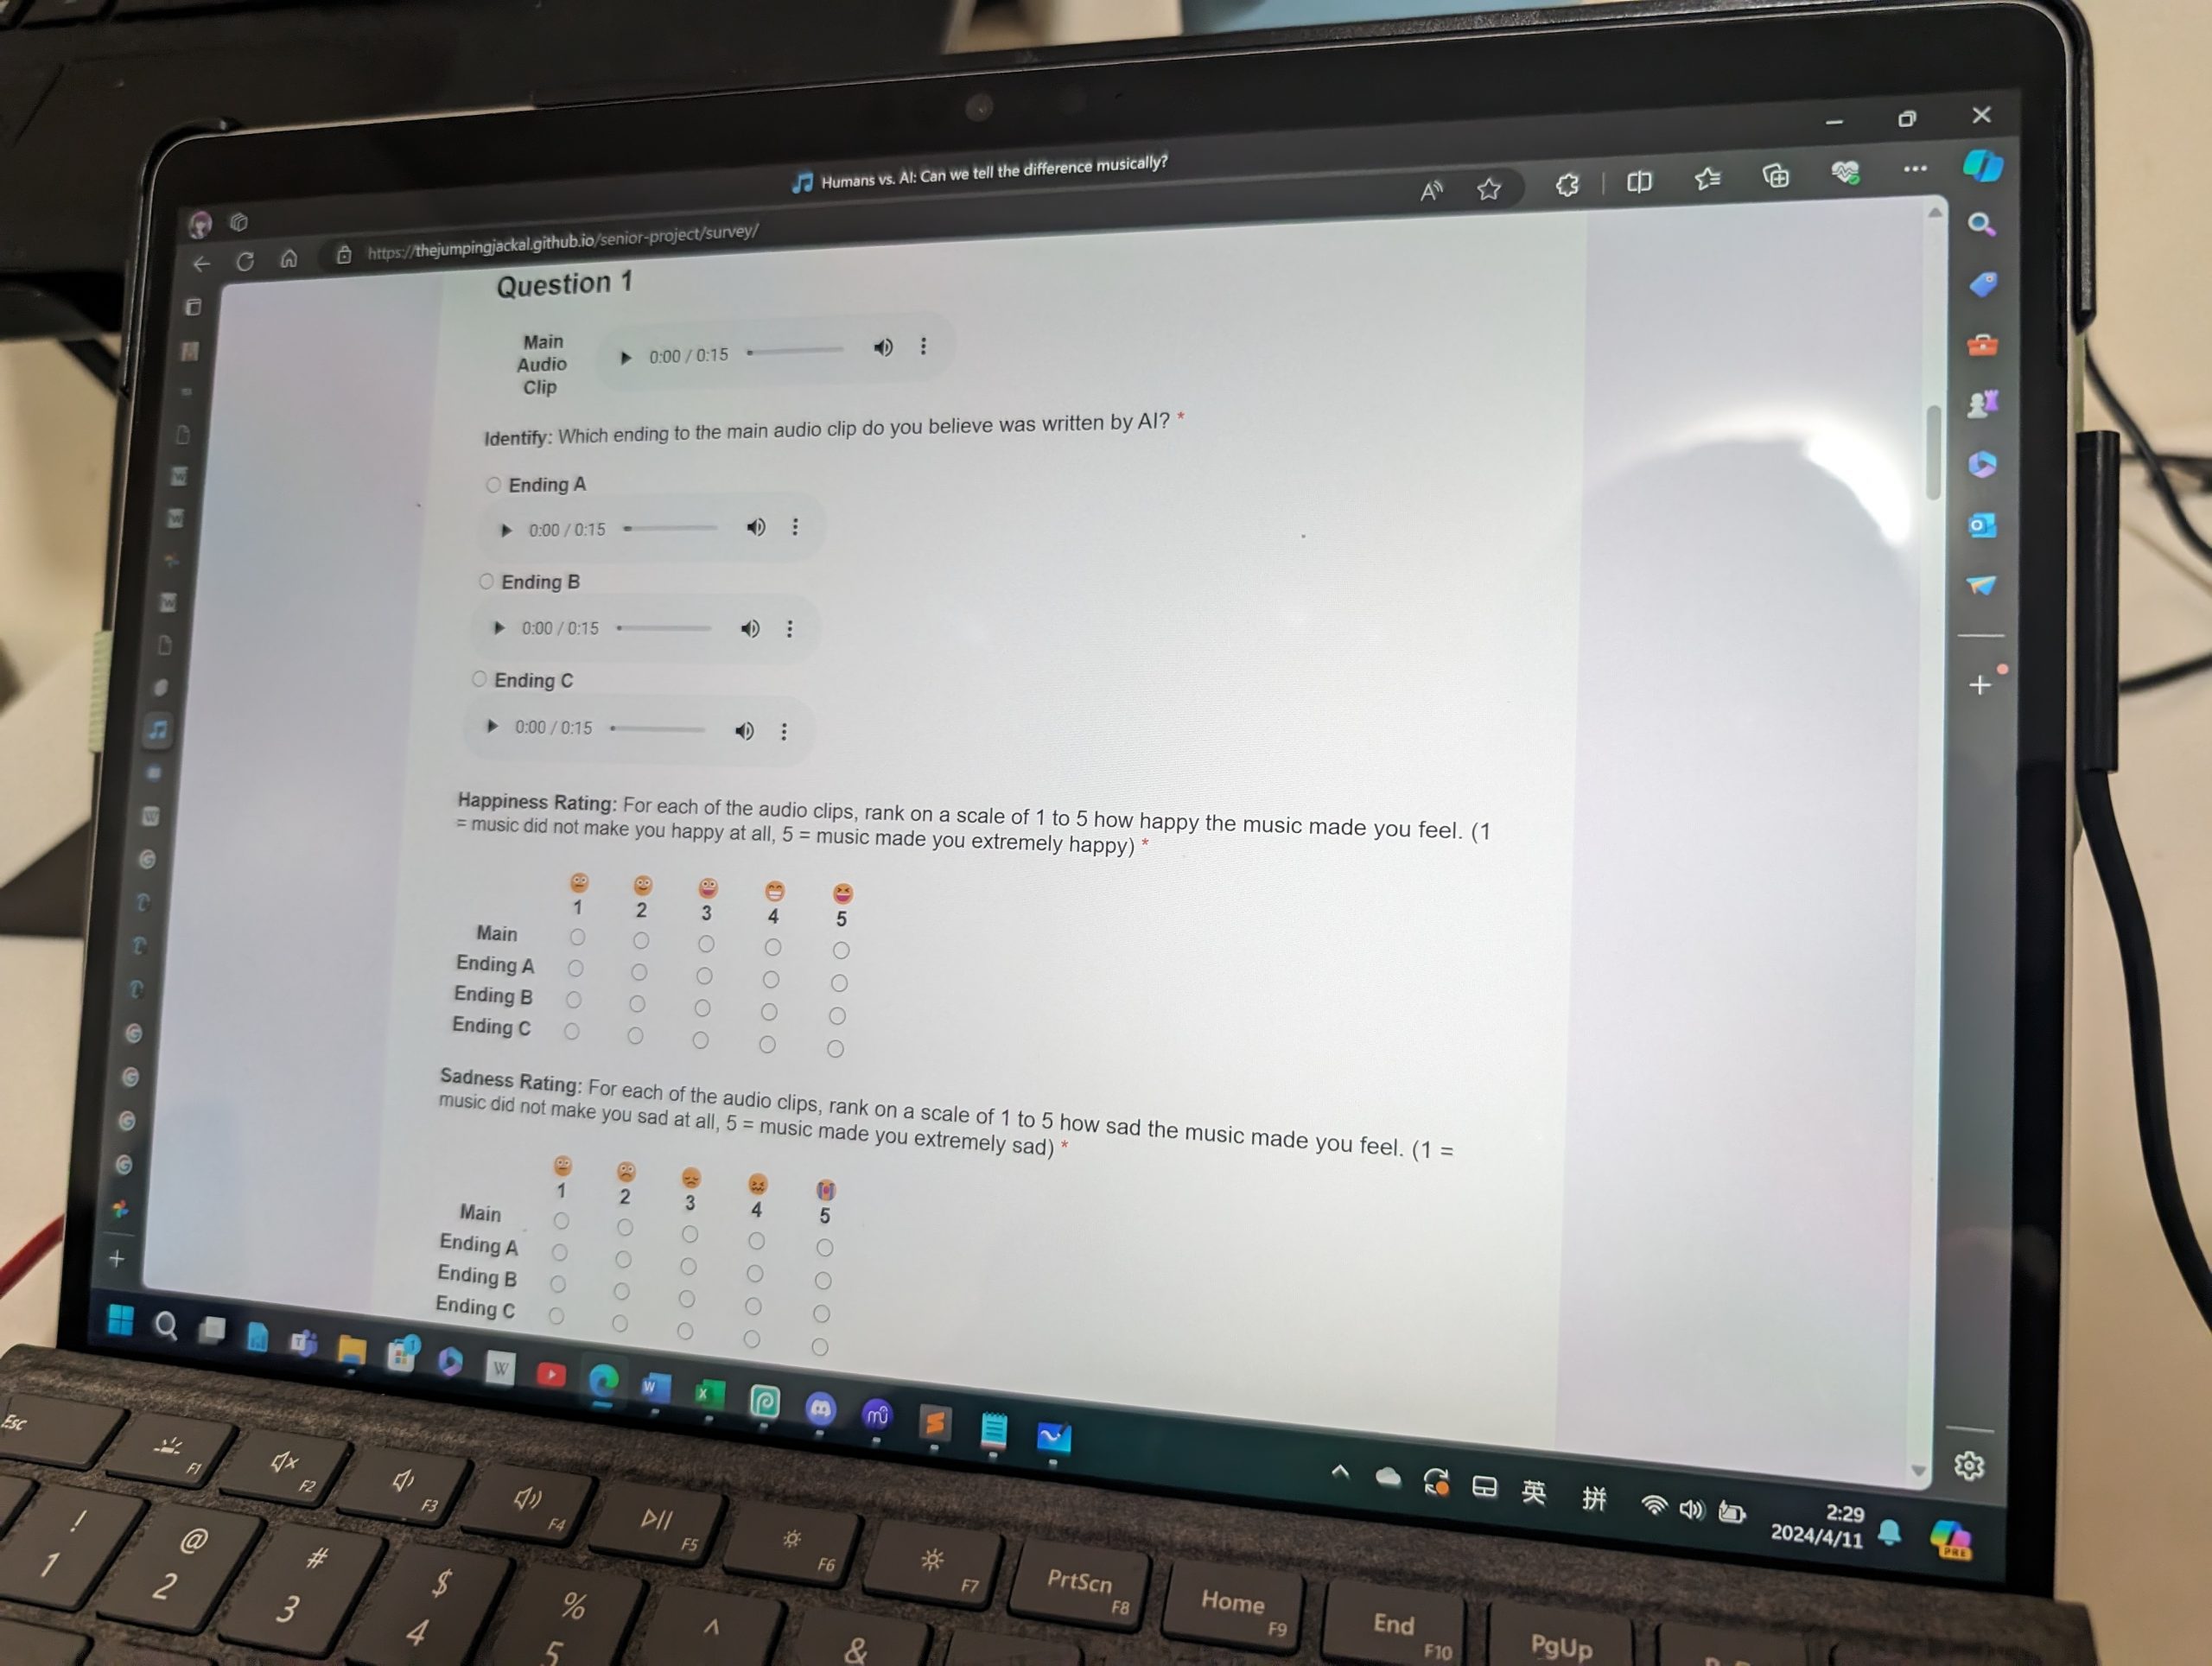 Humans vs. AI: Can we tell the difference musically?
https://thejumpingjackal.github.io/senior-project/survey/
Question 1
Main
Audio
Clip
0:00 / 0:15
Identify: Which ending to the main audio clip do you believe was written by AI? *
Ending A
0:00 / 0:15
Ending B
0:00 / 0:15
Ending C
0:00 / 0:15
Happiness Rating: For each of the audio clips, rank on a scale of 1 to 5 how happy the music made you feel. (1
= music did not make you happy at all, 5 = music made you extremely happy) *
1 2 3 4 5
Main
Ending A
Ending B
Ending C
Sadness Rating: For each of the audio clips, rank on a scale of 1 to 5 how sad the music made you feel. (1 =
music did not make you sad at all, 5 = music made you extremely sad) *
1 2 3 4 5
Main
Ending A
Ending B
Ending C
英 拼
2:29
2024/4/11
PRE
Esc
F1 F2 F3 F4 F5 F6 F7
PrtScn F8
Home F9
End F10
PgUp
! 1
@ 2
# 3
$ 4
% 5
^
&